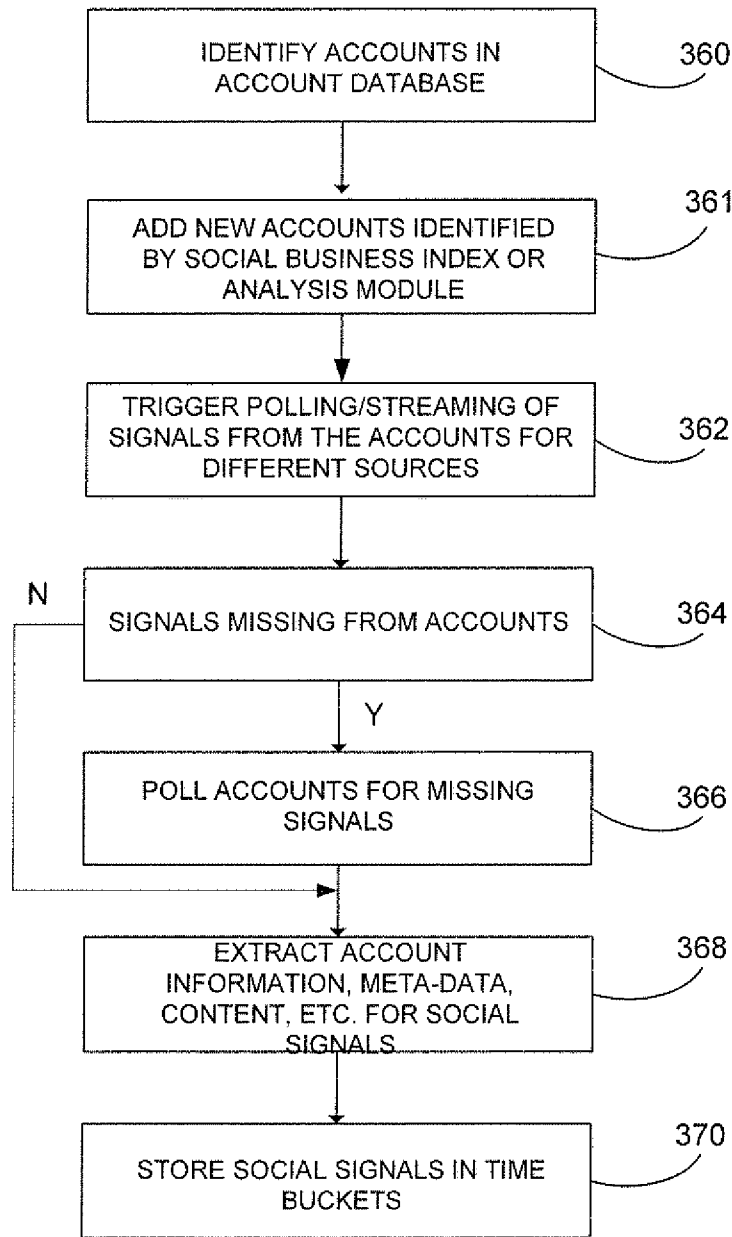 IDENTIFY ACCOUNTS IN
ACCOUNT DATABASE
360
ADD NEW ACCOUNTS IDENTIFIED
BY SOCIAL BUSINESS INDEX OR
ANALYSIS MODULE
361
TRIGGER POLLING/STREAMING OF
SIGNALS FROM THE ACCOUNTS FOR
DIFFERENT SOURCES
362
N
SIGNALS MISSING FROM ACCOUNTS
364
Y
POLL ACCOUNTS FOR MISSING
SIGNALS
366
EXTRACT ACCOUNT
INFORMATION, META-DATA,
CONTENT, ETC. FOR SOCIAL
SIGNALS
368
STORE SOCIAL SIGNALS IN TIME
BUCKETS
370